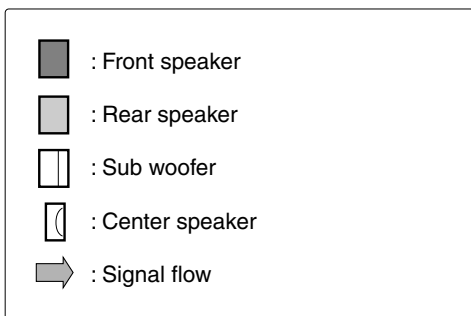 : Front speaker
: Rear speaker
: Sub woofer
: Center speaker
: Signal flow